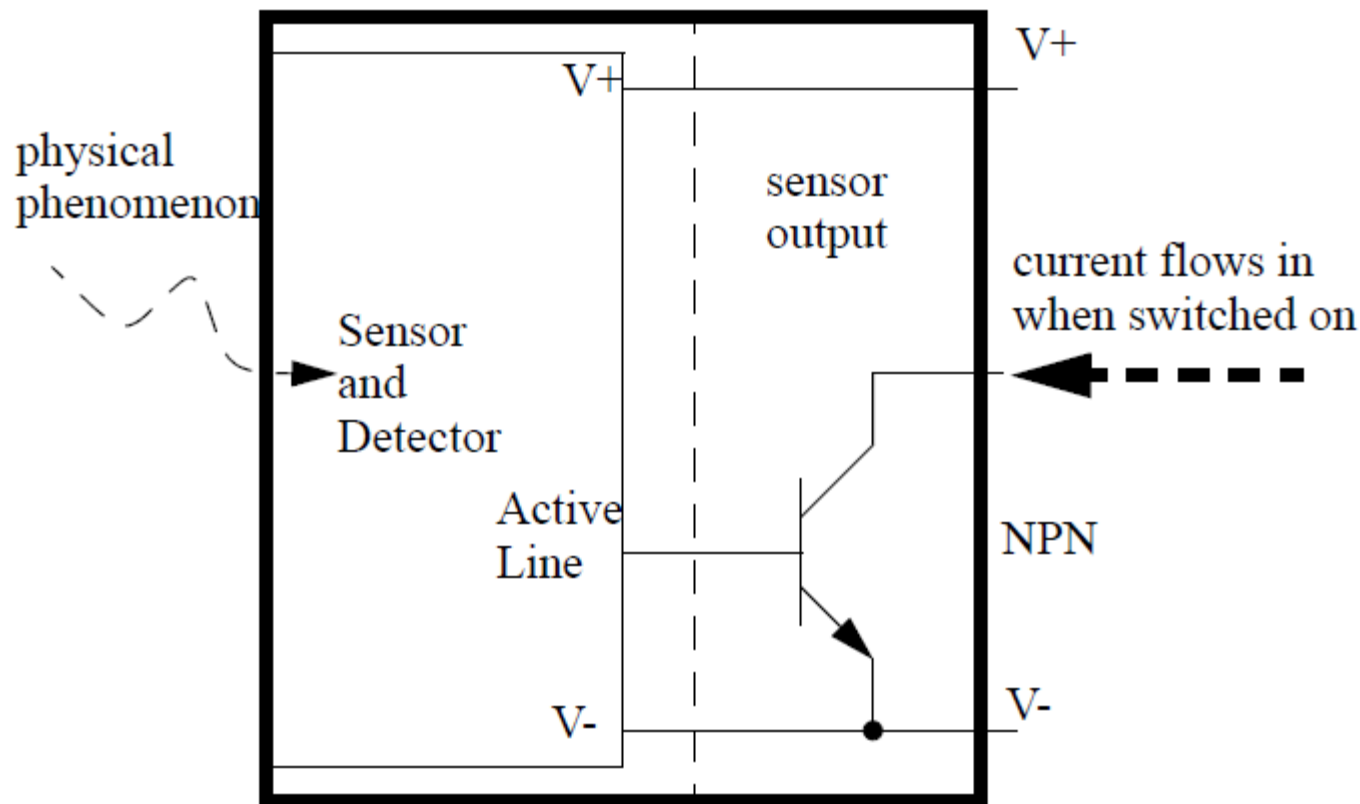 V+
V+
physical
phenomenon
sensor
output
current flows in
when switched on
Sensor
and
Detector
Active
Line
NPN
V-
V-